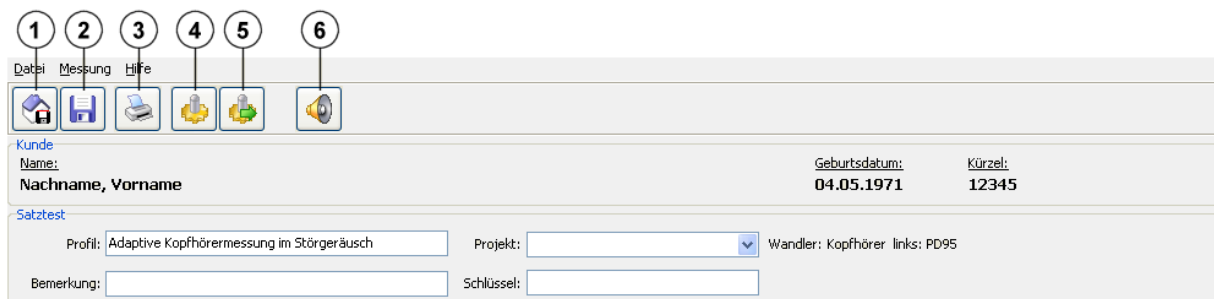 1 2 3 4 5 6
Datei Messung Hilfe
Kunde
Name: Geburtsdatum: Kürzel:
Nachname, Vorname 04.05.1971 12345
Satztest
Profil: Adaptive Kopfhörermessung im Störgeräusch Projekt: Wandler: Kopfhörer links: PD95
Bemerkung: Schlüssel: